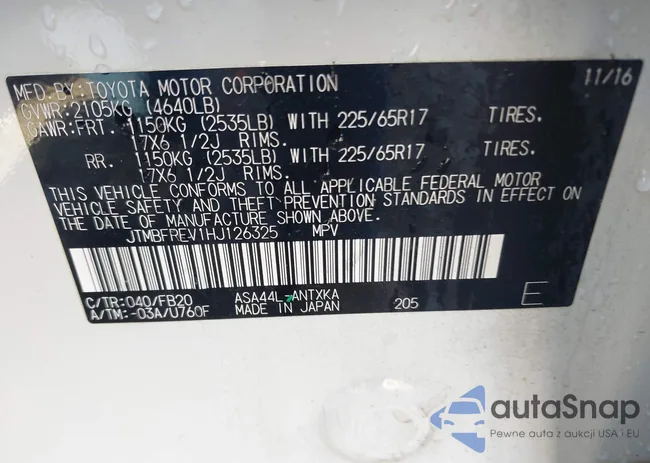 MFD. BY: TOYOTA MOTOR CORPORATION 11/16
GVWR: 2105KG (4640LB)
GAWR: FRT. 1150KG (2535LB) WITH 225/65R17 TIRES.
17X6 1/2J RIMS.
RR. 1150KG (2535LB) WITH 225/65R17 TIRES.
17X6 1/2J RIMS.
THIS VEHICLE CONFORMS TO ALL APPLICABLE FEDERAL MOTOR
VEHICLE SAFETY AND THEFT PREVENTION STANDARDS IN EFFECT ON
THE DATE OF MANUFACTURE SHOWN ABOVE.
JTMBFREV1HJ126325 MPV
C/TR: 040/FB20 ASA44L-ANTXKA
A/TM: -03A/U760F MADE IN JAPAN 205 E
autaSnap
Pewne auta z aukcji USA i EU